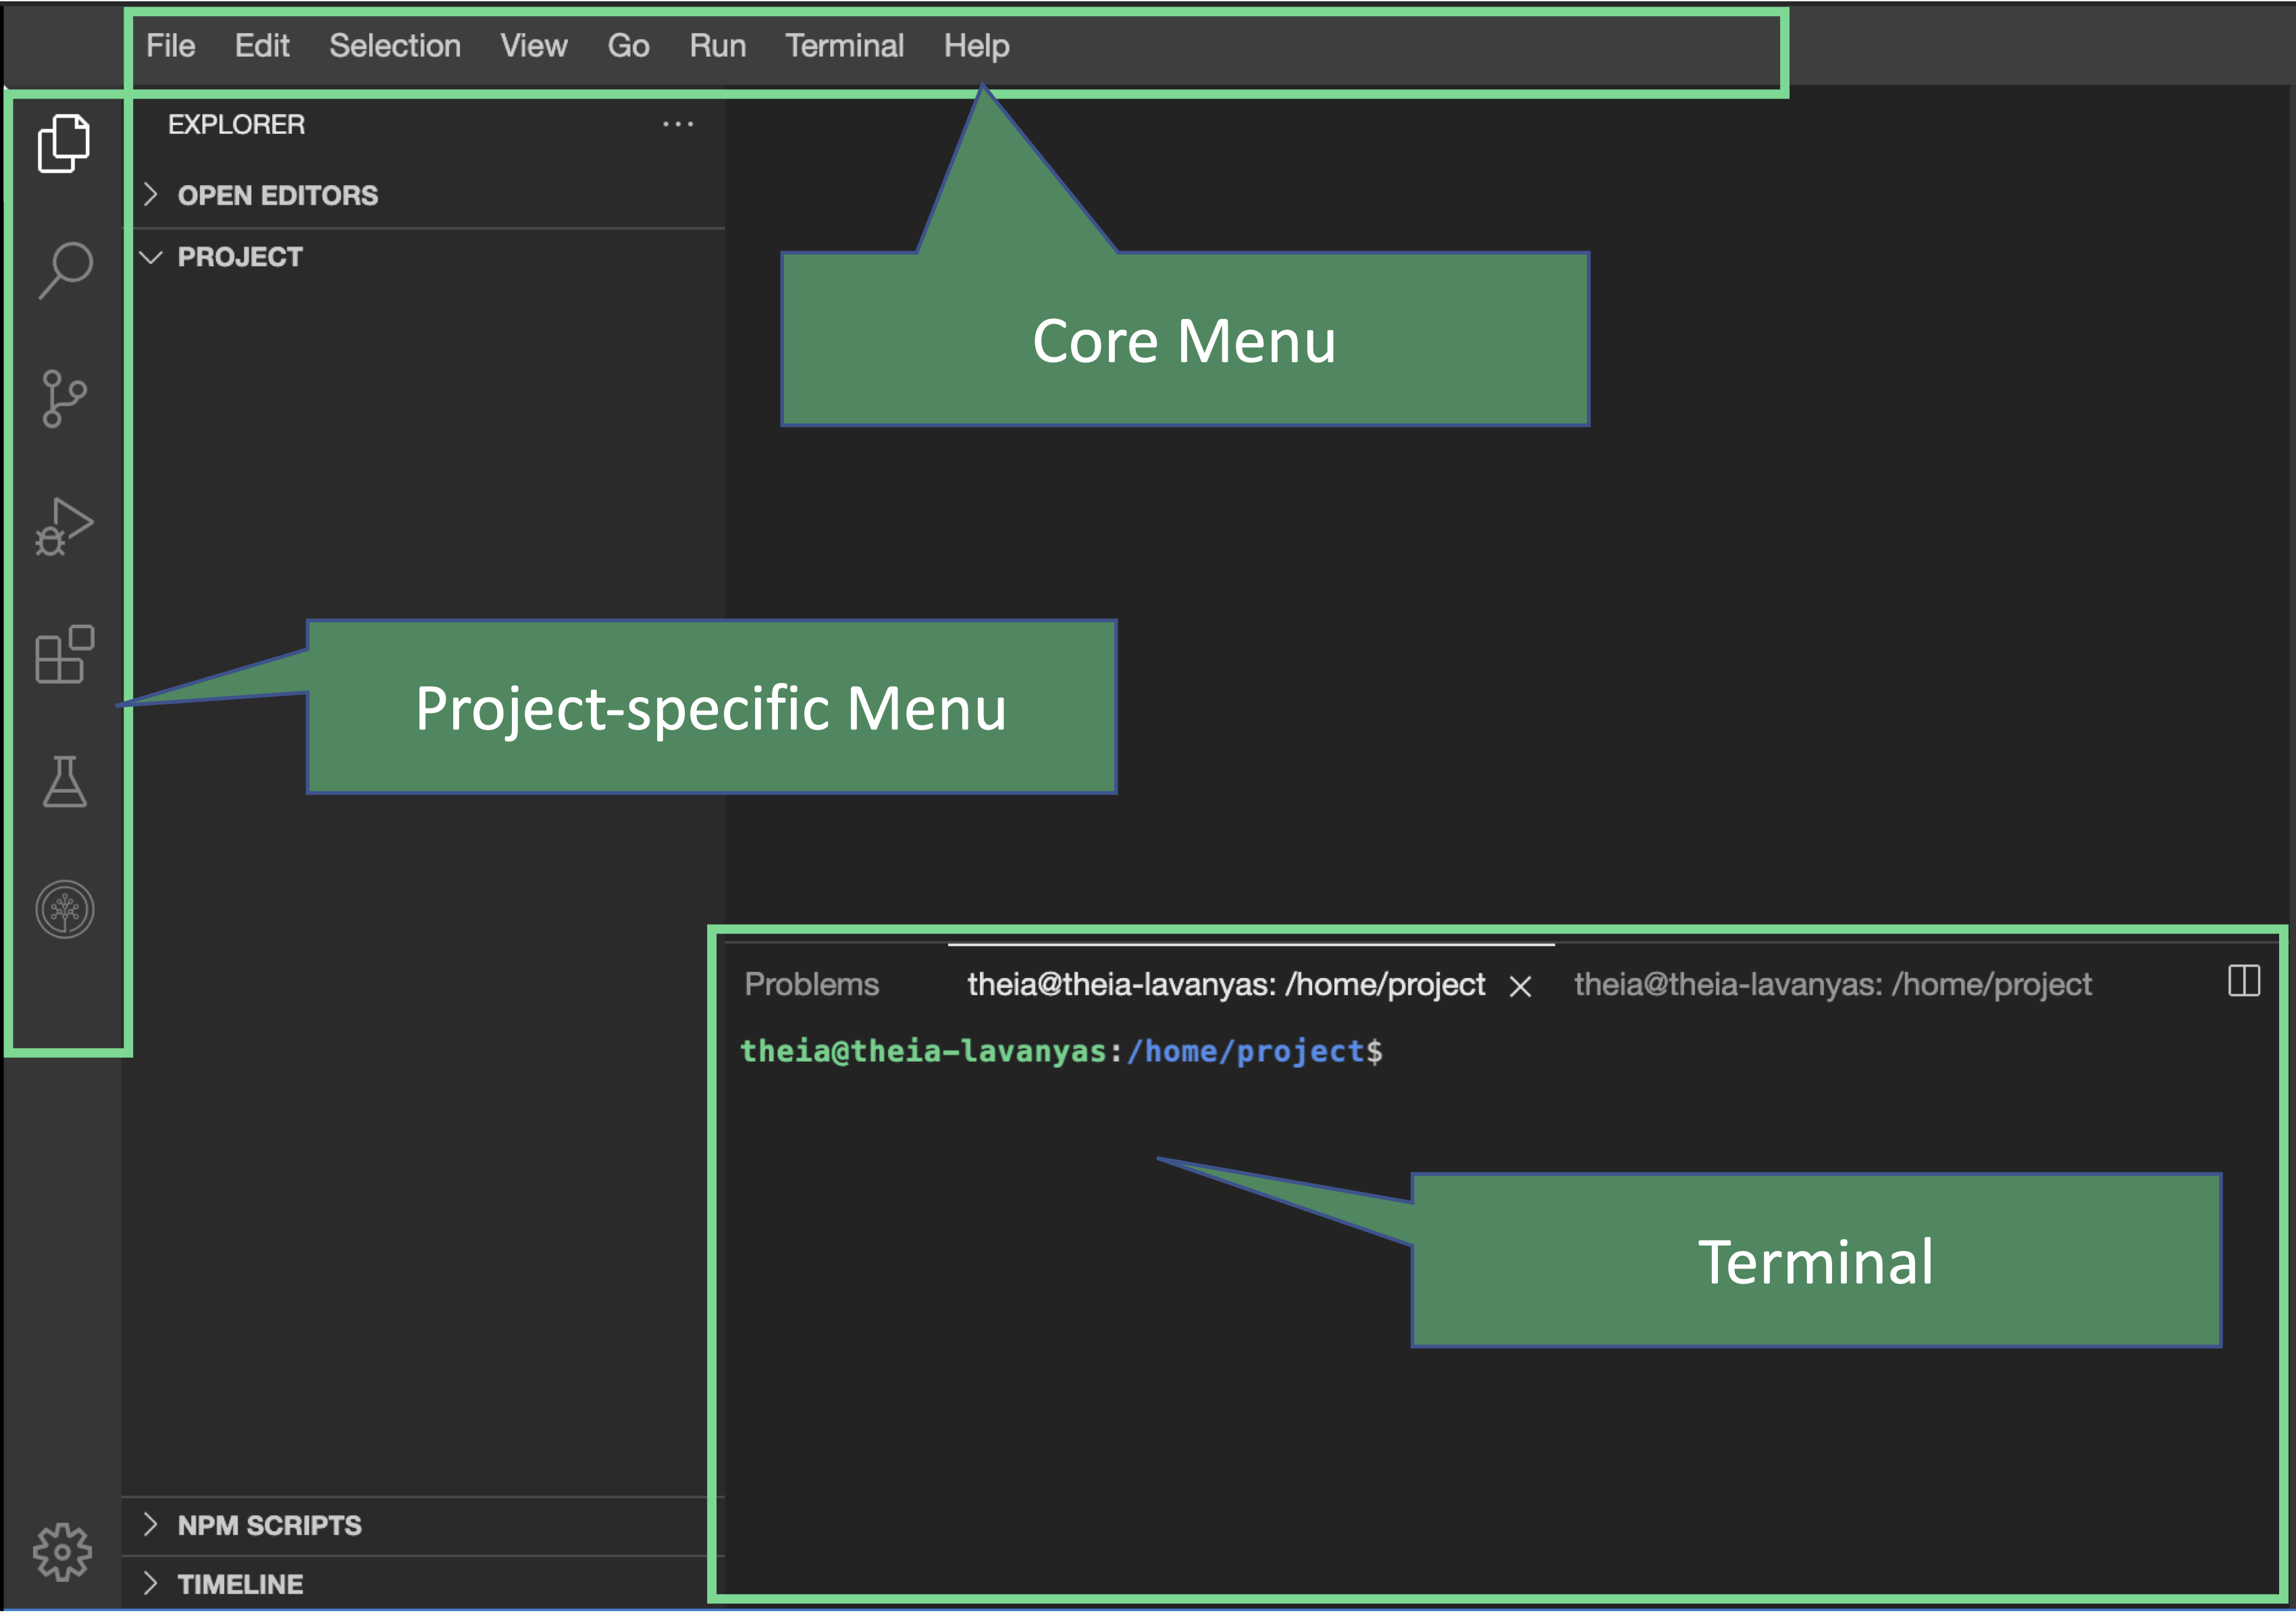 File Edit Selection View Go Run Terminal Help
EXPLORER ...
OPEN EDITORS
PROJECT
Core Menu
Project-specific Menu
Problems theia@theia-lavanyas: /home/project theia@theia-lavanyas: /home/project
theia@theia-lavanyas:/home/project$
Terminal
NPM SCRIPTS
TIMELINE